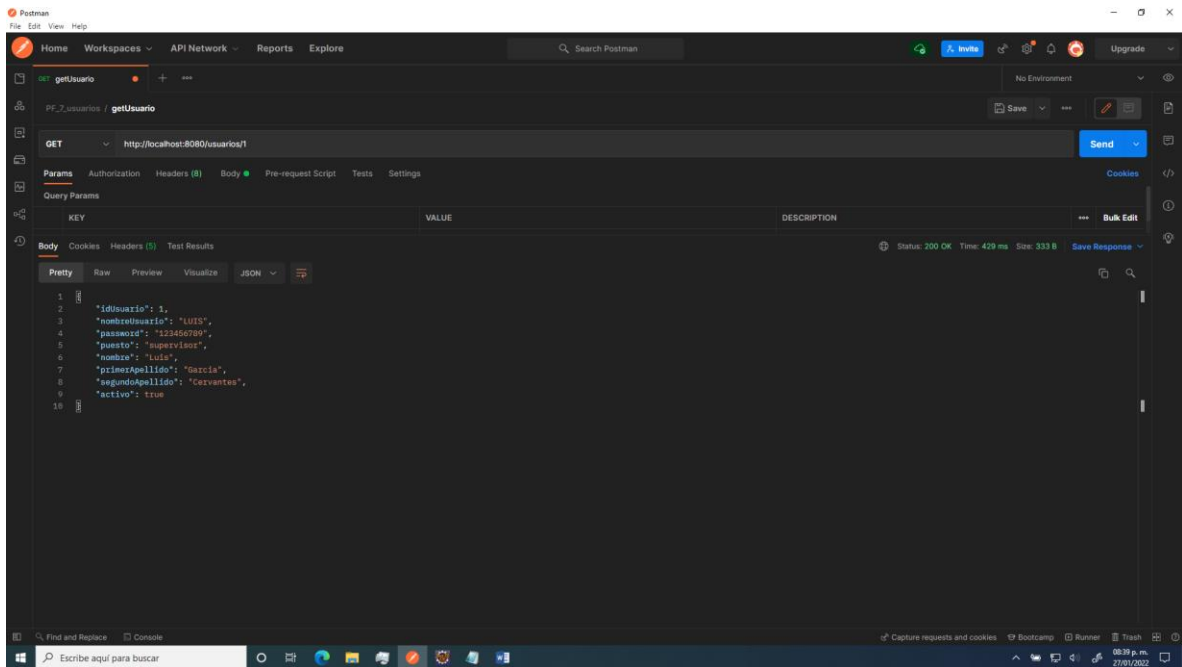 Postman
File Edit View Help
Home Workspaces API Network Reports Explore Search Postman Invite Upgrade
GET getUsuario No Environment
PF_7_usuarios / getUsuario Save
GET http://localhost:8080/usuarios/1 Send
Params Authorization Headers (8) Body Pre-request Script Tests Settings Cookies
Query Params
KEY VALUE DESCRIPTION Bulk Edit
Body Cookies Headers (5) Test Results Status: 200 OK Time: 429 ms Size: 333 B Save Response
Pretty Raw Preview Visualize JSON
1 {
2 "idUsuario": 1,
3 "nombreUsuario": "LUIS",
4 "password": "123456789",
5 "puesto": "supervisor",
6 "nombre": "Luis",
7 "primerApellido": "Garcia",
8 "segundoApellido": "Cervantes",
9 "activo": true
10 }
Find and Replace Console Capture requests and cookies Bootcamp Runner Trash
Escribe aquí para buscar 08:39 p. m.
27/01/2022